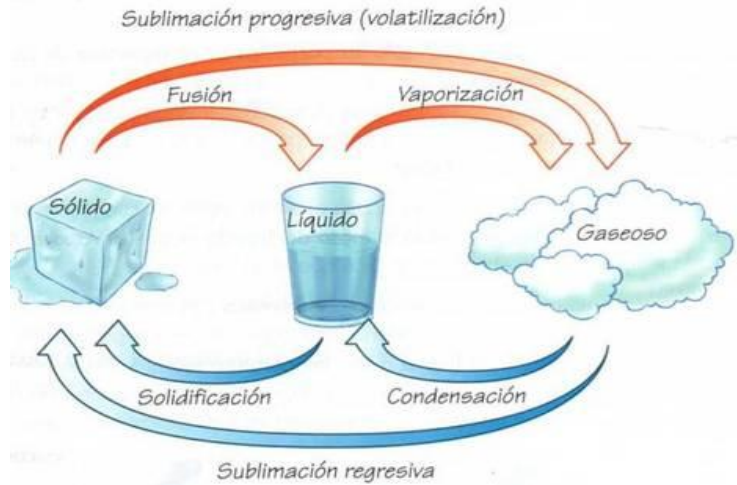 Sublimación progresiva (volatilización)
Fusión
Vaporización
Sólido
Líquido
Gaseoso
Solidificación
Condensación
Sublimación regresiva